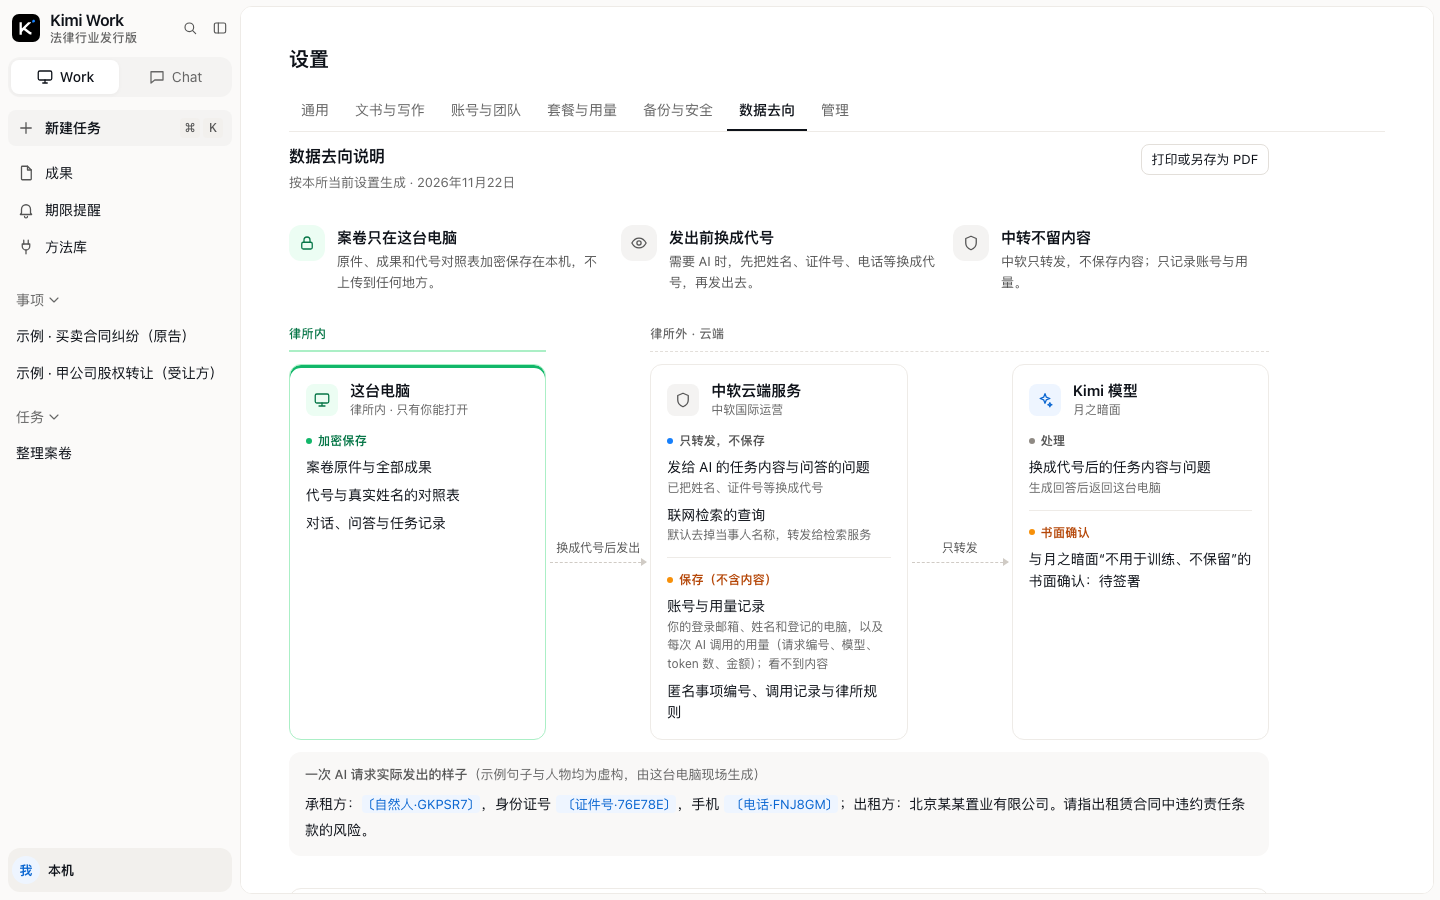 Kimi Work
法律行业发行版
Work
Chat
新建任务
⌘ K
成果
期限提醒
方法库
事项
示例 · 买卖合同纠纷（原告）
示例 · 甲公司股权转让（受让方）
任务
整理案卷
我 本机
设置
通用 文书与写作 账号与团队 套餐与用量 备份与安全 数据去向 管理
数据去向说明
按本所当前设置生成 · 2026年11月22日
打印或另存为 PDF
案卷只在这台电脑
原件、成果和代号对照表加密保存在本机，不
上传到任何地方。
发出前换成代号
需要 AI 时，先把姓名、证件号、电话等换成代
号，再发出去。
中转不留内容
中软只转发，不保存内容；只记录账号与用
量。
律所内
律所外 · 云端
这台电脑
律所内 · 只有你能打开
加密保存
案卷原件与全部成果
代号与真实姓名的对照表
对话、问答与任务记录
换成代号后发出
中软云端服务
中软国际运营
只转发，不保存
发给 AI 的任务内容与问答的问题
已把姓名、证件号等换成代号
联网检索的查询
默认去掉当事人名称，转发给检索服务
保存（不含内容）
账号与用量记录
你的登录邮箱、姓名和登记的电脑，以及
每次 AI 调用的用量（请求编号、模型、
token 数、金额）；看不到内容
匿名事项编号、调用记录与律所规
则
只转发
Kimi 模型
月之暗面
处理
换成代号后的任务内容与问题
生成回答后返回这台电脑
书面确认
与月之暗面“不用于训练、不保留”的
书面确认：待签署
一次 AI 请求实际发出的样子（示例句子与人物均为虚构，由这台电脑现场生成）
承租方：〔自然人·GKPSR7〕，身份证号 〔证件号·76E78E〕，手机 〔电话·FNJ8GM〕；出租方：北京某某置业有限公司。请指出租赁合同中违约责任条
款的风险。